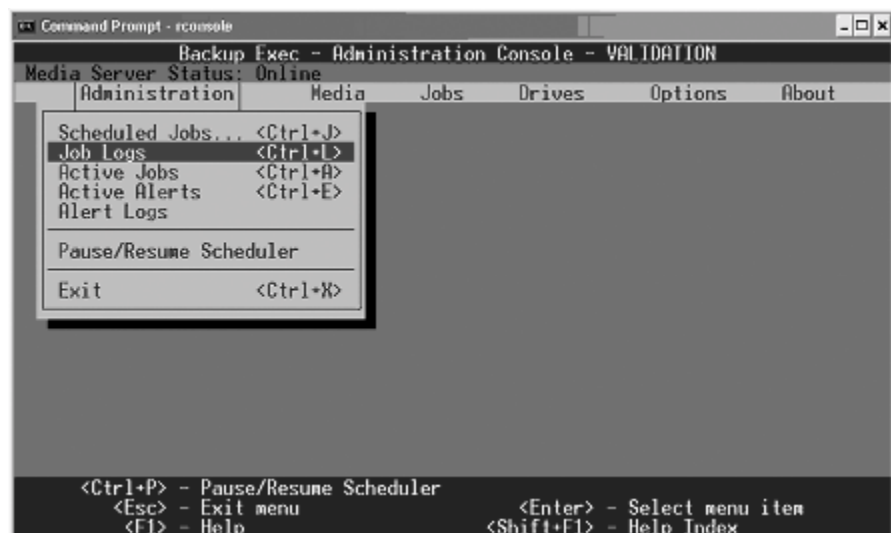 Command Prompt - rconsole
Backup Exec - Administration Console - VALIDATION
Media Server Status: Online
Administration Media Jobs Drives Options About
Scheduled Jobs... <Ctrl+J>
Job Logs <Ctrl+L>
Active Jobs <Ctrl+A>
Active Alerts <Ctrl+E>
Alert Logs
Pause/Resume Scheduler
Exit <Ctrl+X>
<Ctrl+P> - Pause/Resume Scheduler
<Esc> - Exit menu <Enter> - Select menu item
<F1> - Help <Shift+F1> - Help Index